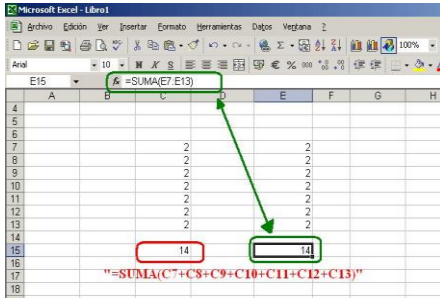 Microsoft Excel - Libro1
Archivo Edición Ver Insertar Formato Herramientas Datos Ventana ?
100%
Arial 10 N K S € % 000
E15 fx =SUMA(E7:E13)
A B C D E F G H
4
5
6
7 2 2
8 2 2
9 2 2
10 2 2
11 2 2
12 2 2
13 2 2
14
15 14 14
16
17 "=SUMA(C7+C8+C9+C10+C11+C12+C13)"
18